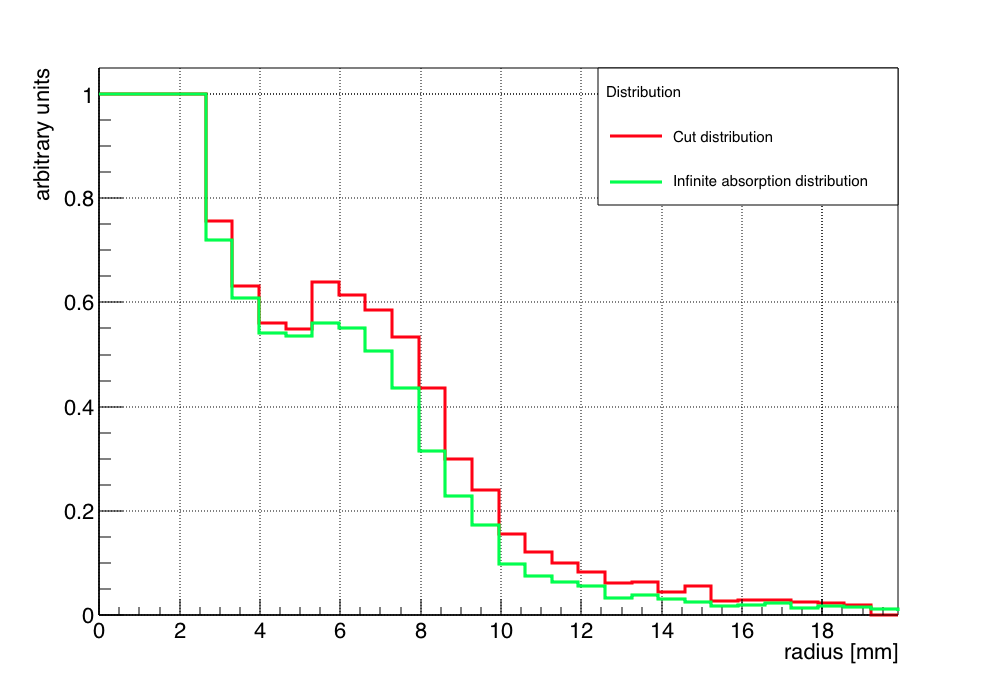 arbitrary units
1
0.8
0.6
0.4
0.2
0
0 2 4 6 8 10 12 14 16 18
radius [mm]
Distribution
Cut distribution
Infinite absorption distribution